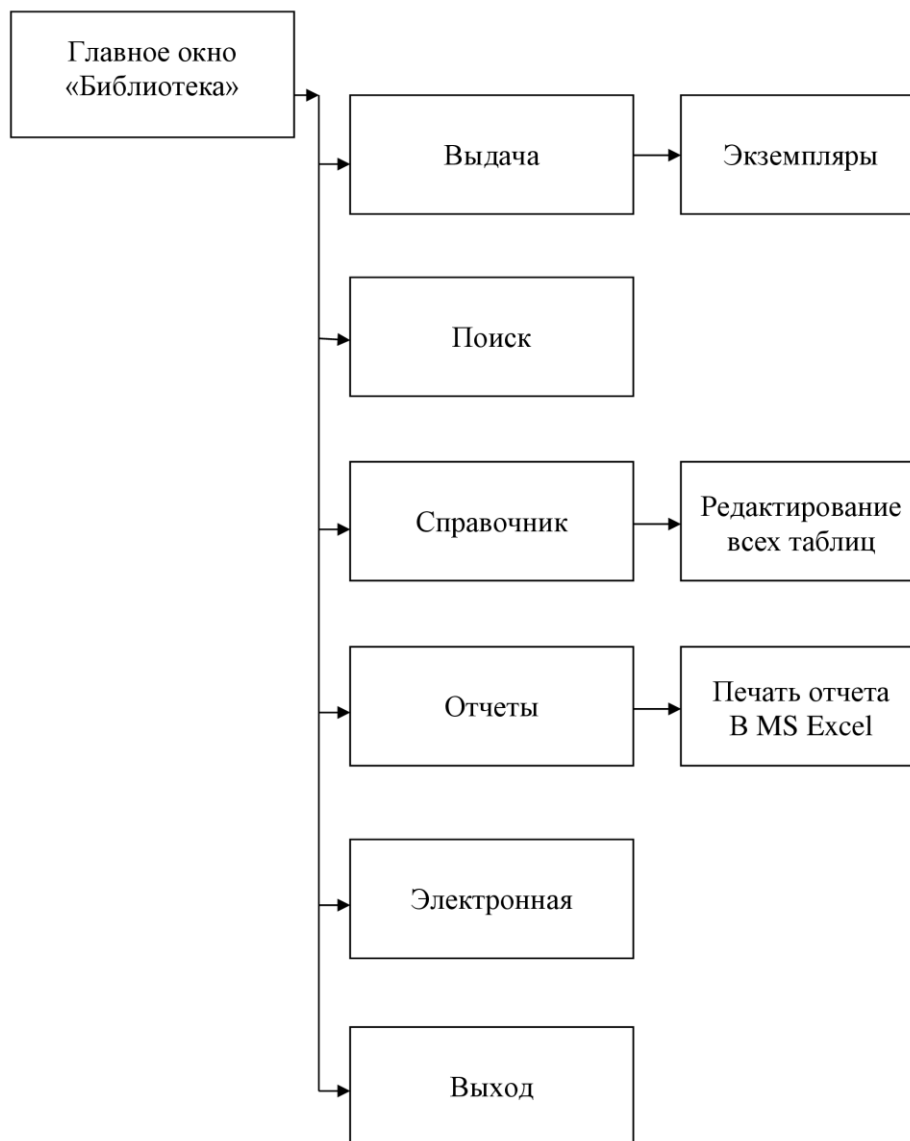 Главное окно
«Библиотека»
Выдача
Экземпляры
Поиск
Справочник
Редактирование
всех таблиц
Отчеты
Печать отчета
В MS Excel
Электронная
Выход